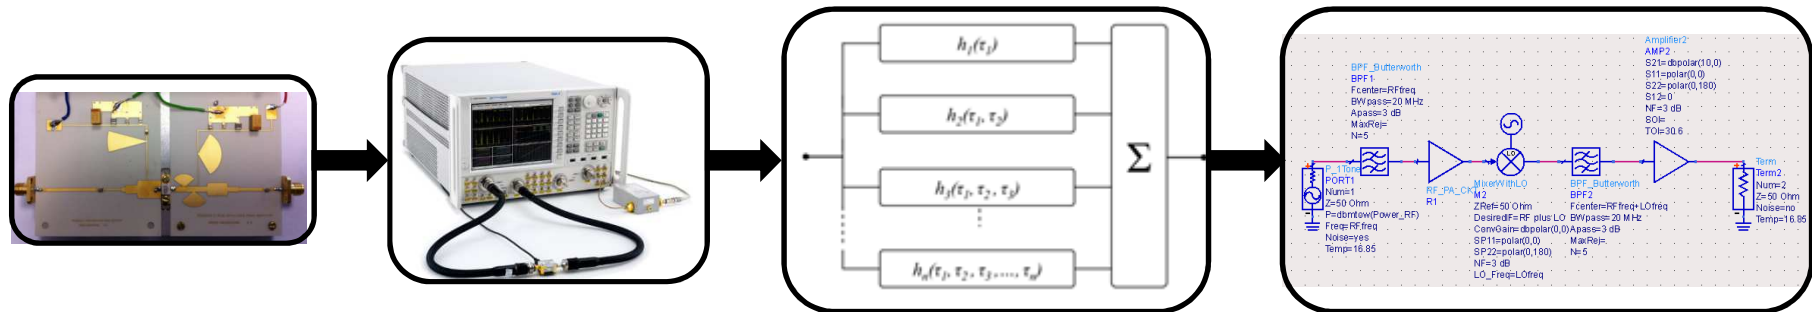 h₁(τ₁)
h₂(τ₁, τ₂)
h₃(τ₁, τ₂, τ₃)
hₙ(τ₁, τ₂, τ₃, ..., τₙ)
Σ
BPF_Butterworth
BPF1
Fcenter=RFfreq
BWpass=20 MHz
Apass=3 dB
MaxRej=
N=5
Amplifier2
AMP2
S21=dbpolar(10,0)
S11=polar(0,0)
S22=polar(0,180)
S12=0
NF=3 dB
SOI=
TOI=30.6
P_1Tone
PORT1
Num=1
Z=50 Ohm
P=dbmtow(Power_RF)
Freq=RFfreq
Noise=yes
Temp=16.85
RF_PA_CK
R1
LO
MixerWithLO
M2
ZRef=50 Ohm
DesiredIF=RF plus LO
ConvGain=dbpolar(0,0)
SP11=polar(0,0)
SP22=polar(0,180)
NF=3 dB
LO_Freq=LOfreq
BPF_Butterworth
BPF2
Fcenter=RFfreq+LOfreq
BWpass=20 MHz
Apass=3 dB
MaxRej=
N=5
Term
Term2
Num=2
Z=50 Ohm
Noise=no
Temp=16.85